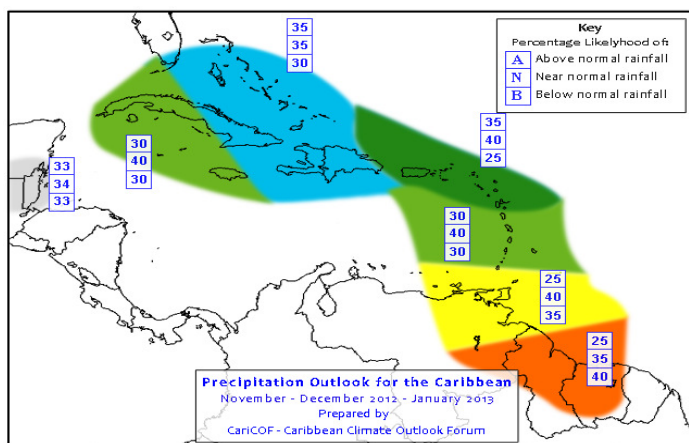 35
35
30
Key
Percentage Likelyhood of:
A Above normal rainfall
N Near normal rainfall
B Below normal rainfall
35
40
25
30
40
30
33
34
33
30
40
30
25
40
35
25
35
40
Precipitation Outlook for the Caribbean
November - December 2012 - January 2013
Prepared by
CariCOF - Caribbean Climate Outlook Forum